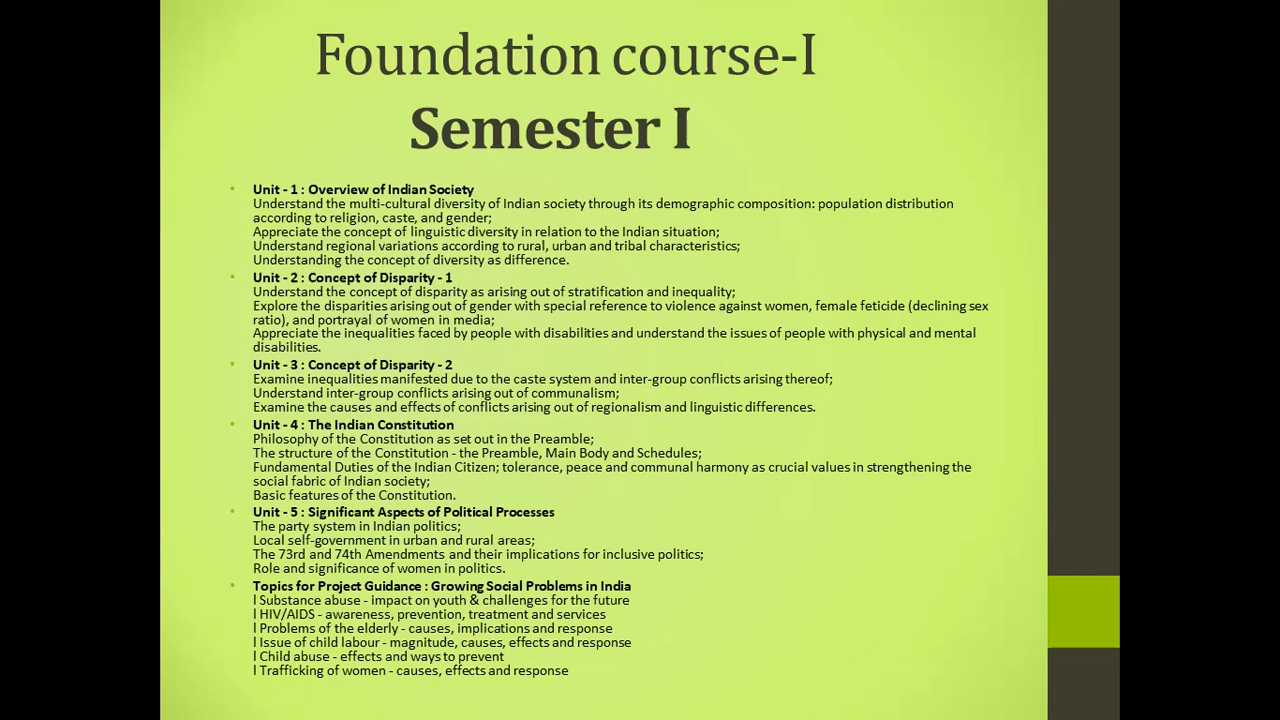 Foundation course-I
Semester I
• Unit - 1 : Overview of Indian Society
Understand the multi-cultural diversity of Indian society through its demographic composition: population distribution
according to religion, caste, and gender;
Appreciate the concept of linguistic diversity in relation to the Indian situation;
Understand regional variations according to rural, urban and tribal characteristics;
Understanding the concept of diversity as difference.
• Unit - 2 : Concept of Disparity - 1
Understand the concept of disparity as arising out of stratification and inequality;
Explore the disparities arising out of gender with special reference to violence against women, female feticide (declining sex
ratio), and portrayal of women in media;
Appreciate the inequalities faced by people with disabilities and understand the issues of people with physical and mental
disabilities.
• Unit - 3 : Concept of Disparity - 2
Examine inequalities manifested due to the caste system and inter-group conflicts arising thereof;
Understand inter-group conflicts arising out of communalism;
Examine the causes and effects of conflicts arising out of regionalism and linguistic differences.
• Unit - 4 : The Indian Constitution
Philosophy of the Constitution as set out in the Preamble;
The structure of the Constitution - the Preamble, Main Body and Schedules;
Fundamental Duties of the Indian Citizen; tolerance, peace and communal harmony as crucial values in strengthening the
social fabric of Indian society;
Basic features of the Constitution.
• Unit - 5 : Significant Aspects of Political Processes
The party system in Indian politics;
Local self-government in urban and rural areas;
The 73rd and 74th Amendments and their implications for inclusive politics;
Role and significance of women in politics.
• Topics for Project Guidance : Growing Social Problems in India
l Substance abuse - impact on youth & challenges for the future
l HIV/AIDS - awareness, prevention, treatment and services
l Problems of the elderly - causes, implications and response
l Issue of child labour - magnitude, causes, effects and response
l Child abuse - effects and ways to prevent
l Trafficking of women - causes, effects and response